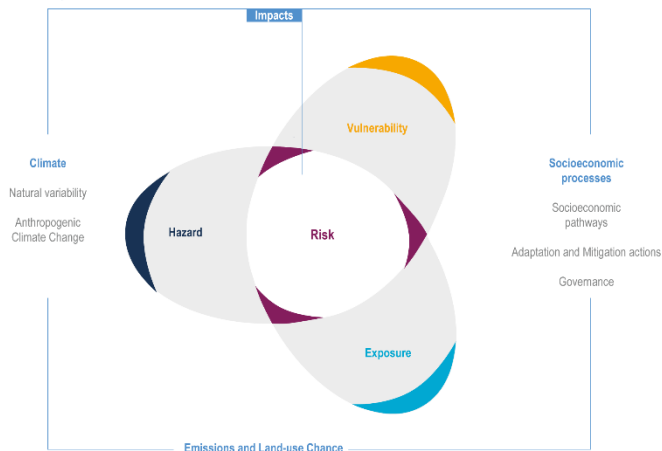 Impacts
Vulnerability
Climate
Natural variability
Anthropogenic
Climate Change
Hazard
Risk
Socioeconomic
processes
Socioeconomic
pathways
Adaptation and Mitigation actions
Governance
Exposure
Emissions and Land-use Chance